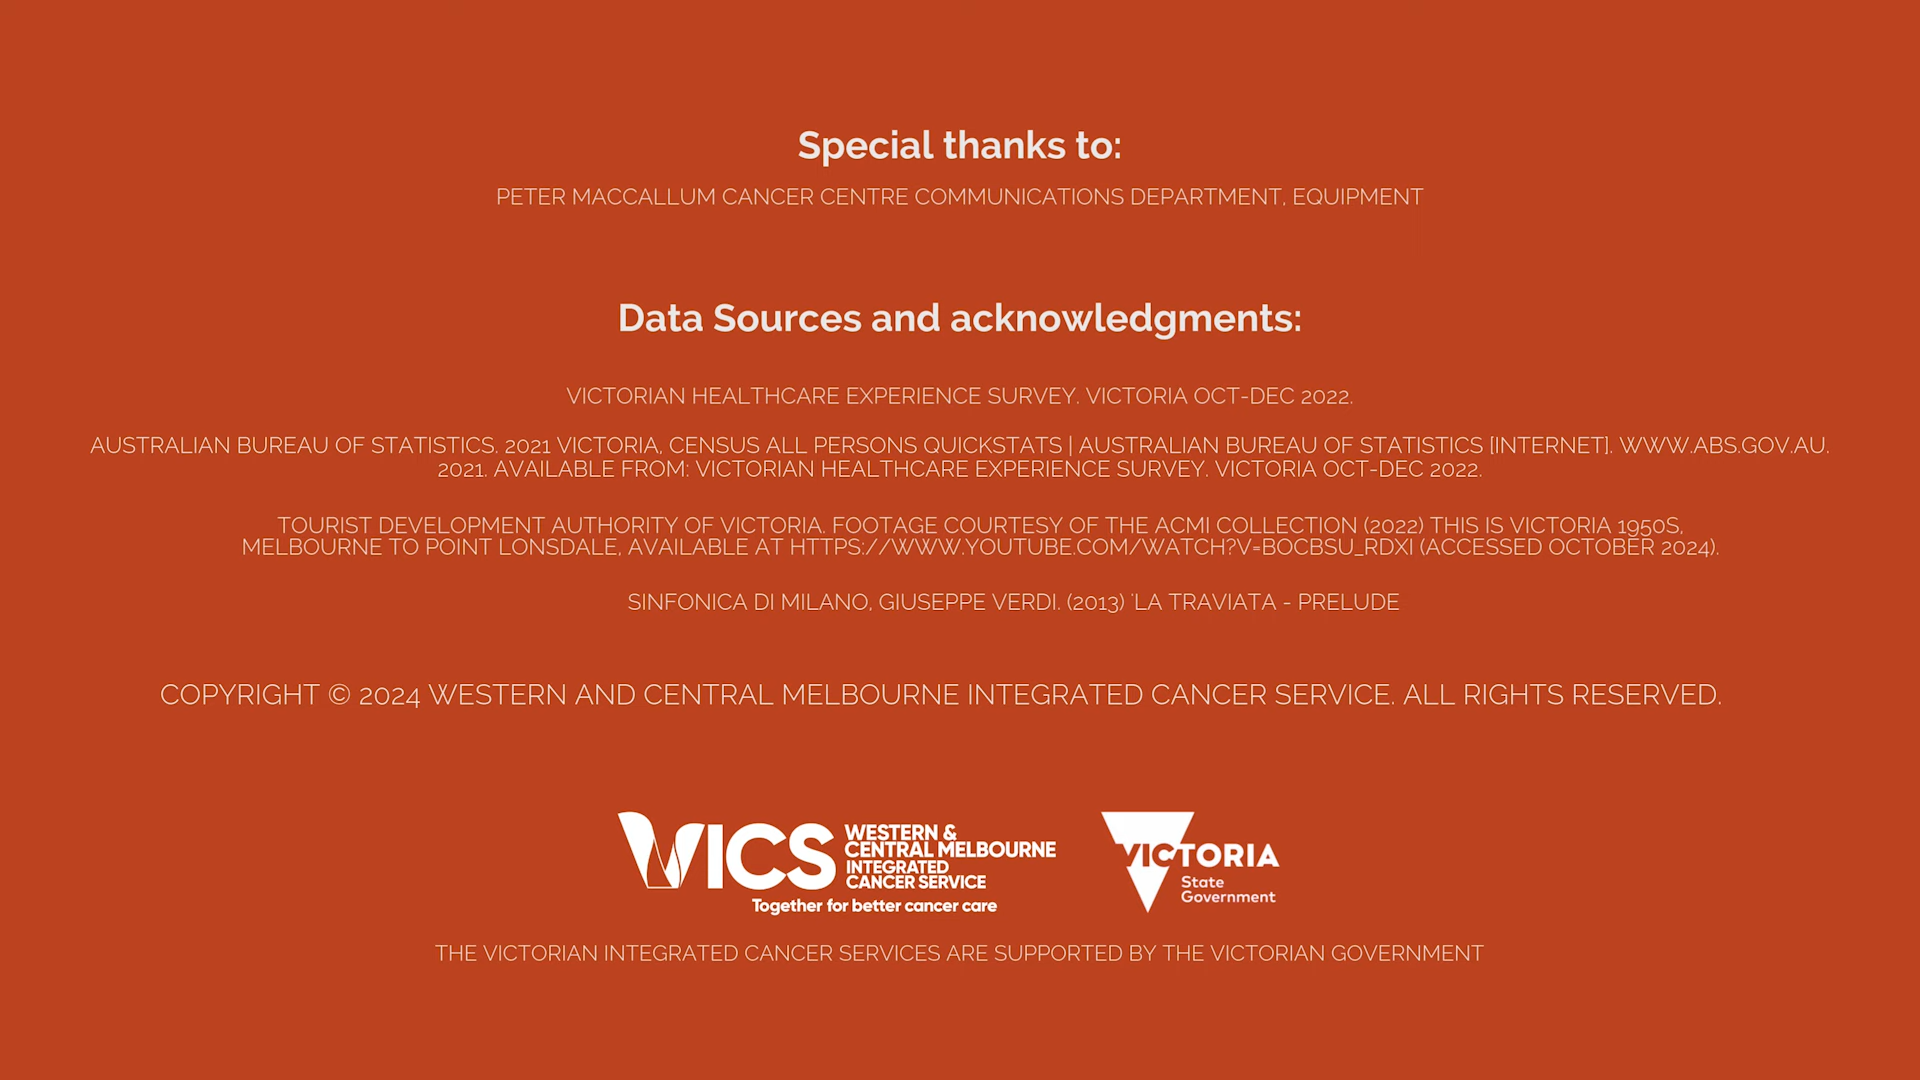 Special thanks to:
PETER MACCALLUM CANCER CENTRE COMMUNICATIONS DEPARTMENT, EQUIPMENT
Data Sources and acknowledgments:
VICTORIAN HEALTHCARE EXPERIENCE SURVEY. VICTORIA OCT-DEC 2022.
AUSTRALIAN BUREAU OF STATISTICS. 2021 VICTORIA, CENSUS ALL PERSONS QUICKSTATS | AUSTRALIAN BUREAU OF STATISTICS [INTERNET]. WWW.ABS.GOV.AU.
2021. AVAILABLE FROM: VICTORIAN HEALTHCARE EXPERIENCE SURVEY. VICTORIA OCT-DEC 2022.
TOURIST DEVELOPMENT AUTHORITY OF VICTORIA. FOOTAGE COURTESY OF THE ACMI COLLECTION (2022) THIS IS VICTORIA 1950S,
MELBOURNE TO POINT LONSDALE, AVAILABLE AT HTTPS://WWW.YOUTUBE.COM/WATCH?V=BOCBSU_RDXI (ACCESSED OCTOBER 2024).
SINFONICA DI MILANO, GIUSEPPE VERDI. (2013) 'LA TRAVIATA - PRELUDE
COPYRIGHT © 2024 WESTERN AND CENTRAL MELBOURNE INTEGRATED CANCER SERVICE. ALL RIGHTS RESERVED.
VICS
WESTERN &
CENTRAL MELBOURNE
INTEGRATED
CANCER SERVICE
Together for better cancer care
VICTORIA
State
Government
THE VICTORIAN INTEGRATED CANCER SERVICES ARE SUPPORTED BY THE VICTORIAN GOVERNMENT